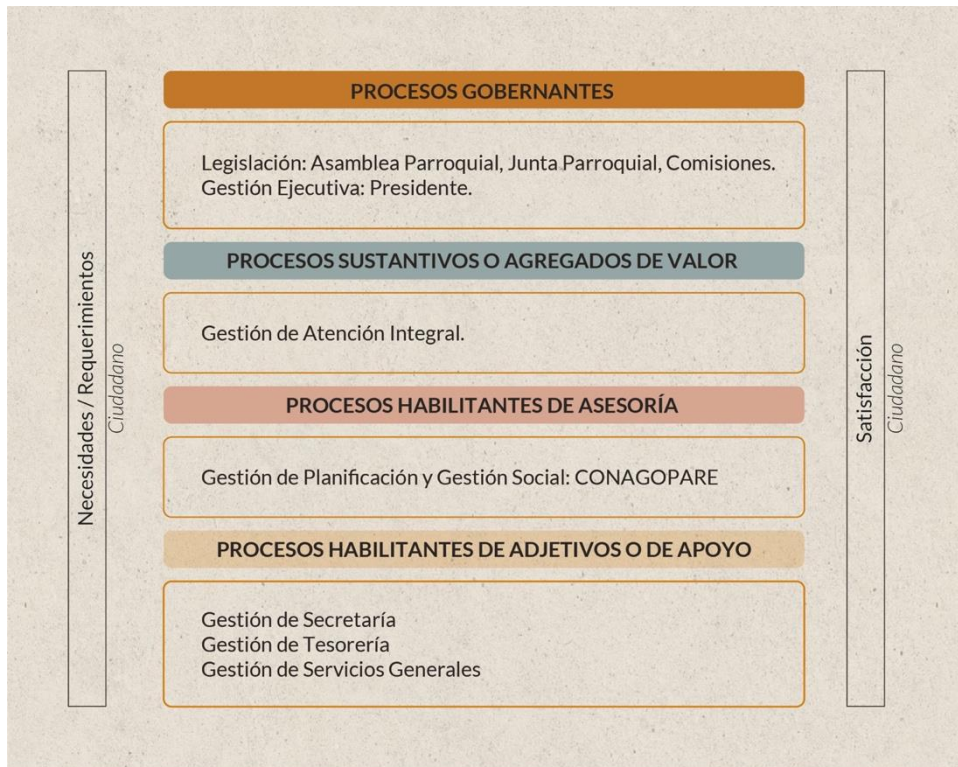 Necesidades / Requerimientos
Ciudadano
PROCESOS GOBERNANTES
Legislación: Asamblea Parroquial, Junta Parroquial, Comisiones.
Gestión Ejecutiva: Presidente.
PROCESOS SUSTANTIVOS O AGREGADOS DE VALOR
Gestión de Atención Integral.
PROCESOS HABILITANTES DE ASESORÍA
Gestión de Planificación y Gestión Social: CONAGOPARE
PROCESOS HABILITANTES DE ADJETIVOS O DE APOYO
Gestión de Secretaría
Gestión de Tesorería
Gestión de Servicios Generales
Satisfacción
Ciudadano